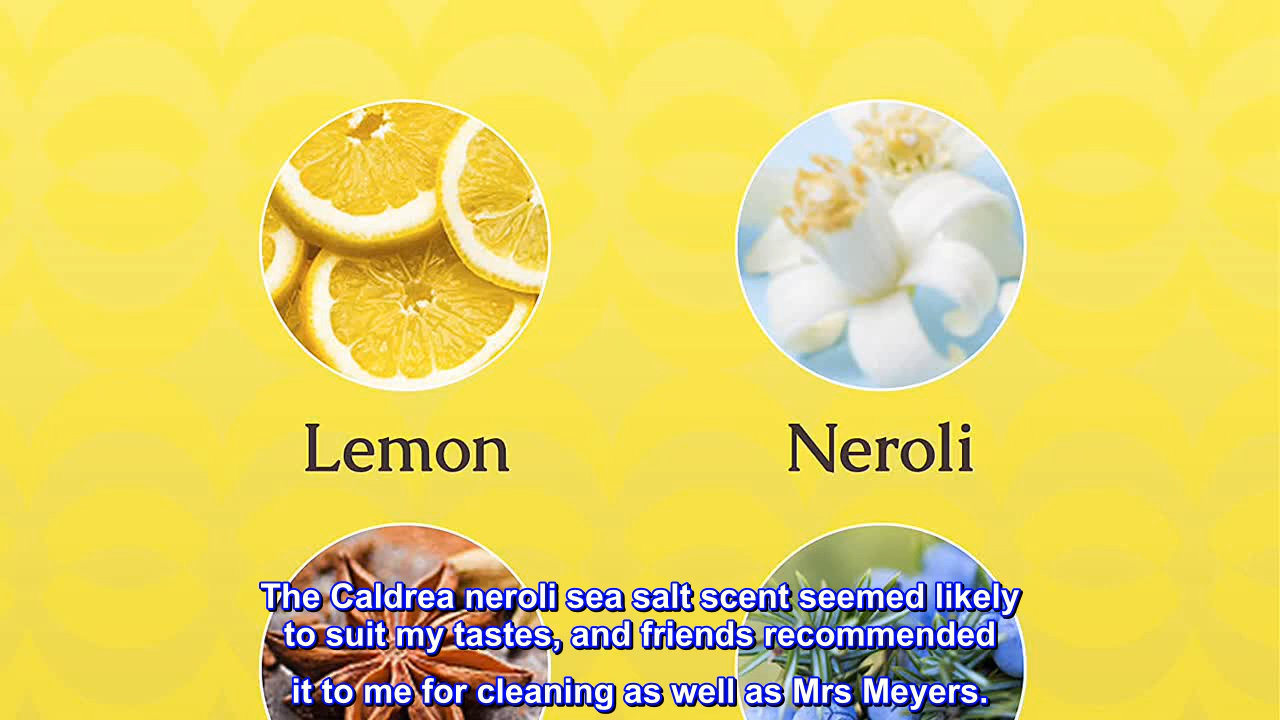 Lemon
Neroli
The Caldrea neroli sea salt scent seemed likely
to suit my tastes, and friends recommended
it to me for cleaning as well as Mrs Meyers.